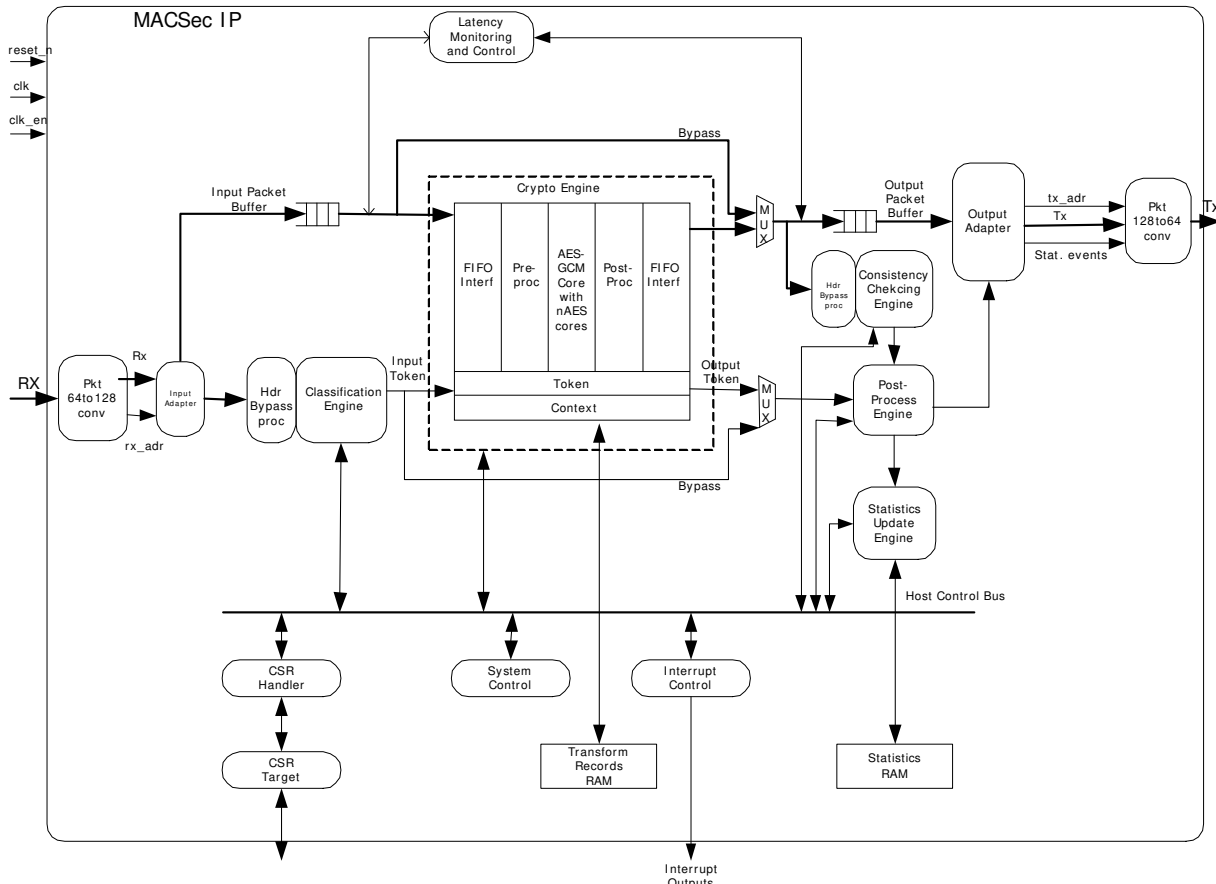 MACSec IP
Latency
Monitoring
and Control
reset_n
clk
clk_en
Bypass
Input Packet
Buffer
Crypto Engine
Output
Packet
Buffer
MUX
Output
Adapter
tx_adr
Tx
Stat. events
Pkt
128to64
conv
Tx
FIFO
Interf
Pre-
proc
AES-
GCM
Core
with
nAES
cores
Post-
Proc
FIFO
Interf
Hdr
Bypass
proc
Consistency
Chekcing
Engine
RX
Pkt
64to128
conv
Rx
rx_adr
Input
Adapter
Hdr
Bypass
proc
Classification
Engine
Input
Token
Token
Context
Output
Token
MUX
Bypass
Post-
Process
Engine
Statistics
Update
Engine
Host Control Bus
CSR
Handler
System
Control
Interrupt
Control
CSR
Target
Transform
Records
RAM
Statistics
RAM
Interrupt
Outputs